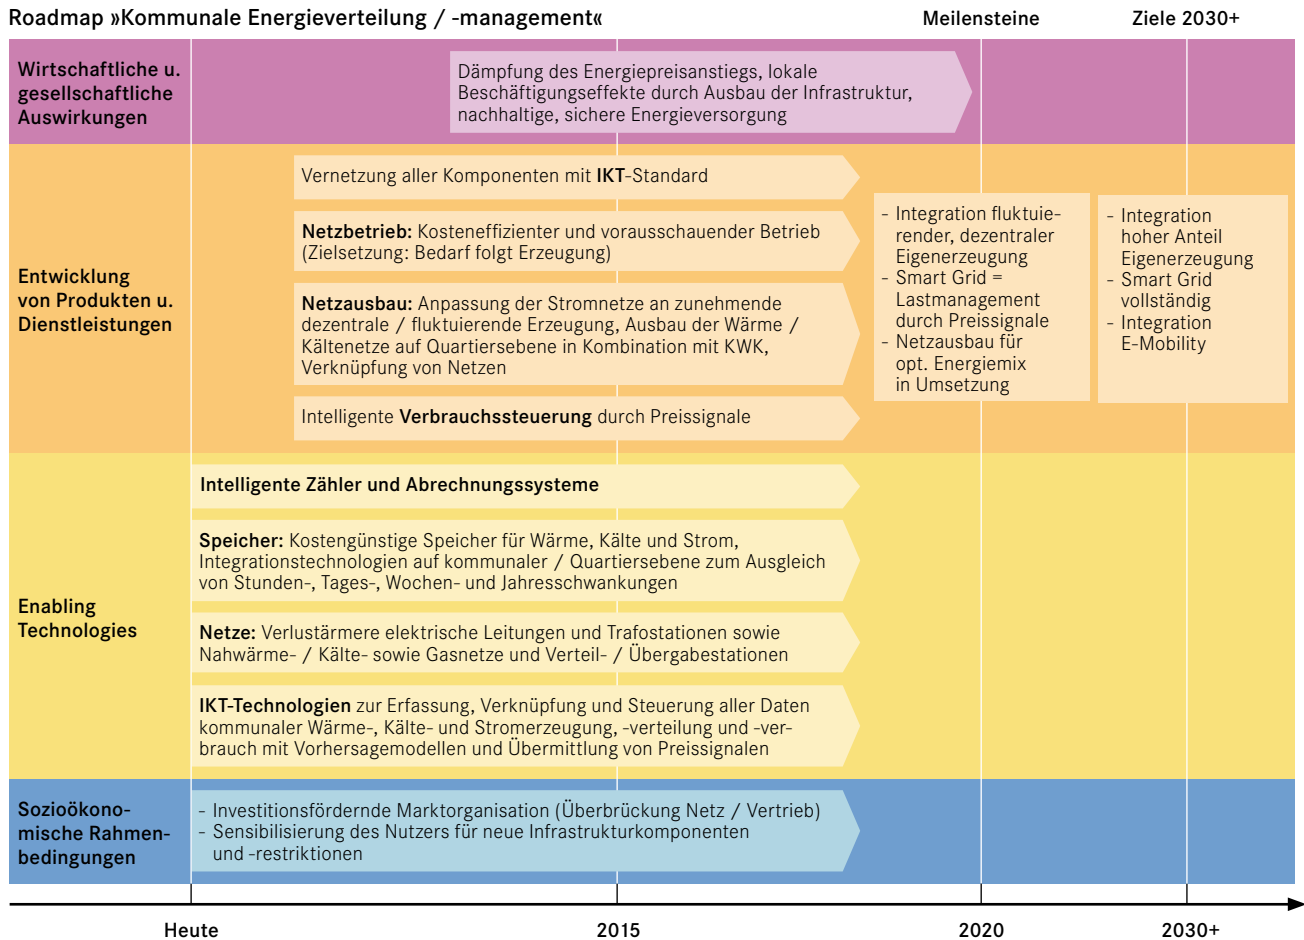 Roadmap »Kommunale Energieverteilung / -management«
Meilensteine
Ziele 2030+
Wirtschaftliche u.
gesellschaftliche
Auswirkungen
Dämpfung des Energiepreisanstiegs, lokale
Beschäftigungseffekte durch Ausbau der Infrastruktur,
nachhaltige, sichere Energieversorgung
Entwicklung
von Produkten u.
Dienstleistungen
Vernetzung aller Komponenten mit IKT-Standard
Netzbetrieb: Kosteneffizienter und vorausschauender Betrieb
(Zielsetzung: Bedarf folgt Erzeugung)
Netzausbau: Anpassung der Stromnetze an zunehmende
dezentrale / fluktuierende Erzeugung, Ausbau der Wärme /
Kältenetze auf Quartiersebene in Kombination mit KWK,
Verknüpfung von Netzen
Intelligente Verbrauchssteuerung durch Preissignale
- Integration fluktuie-
render, dezentraler
Eigenerzeugung
- Smart Grid =
Lastmanagement
durch Preissignale
- Netzausbau für
opt. Energiemix
in Umsetzung
- Integration
hoher Anteil
Eigenerzeugung
- Smart Grid
vollständig
- Integration
E-Mobility
Enabling
Technologies
Intelligente Zähler und Abrechnungssysteme
Speicher: Kostengünstige Speicher für Wärme, Kälte und Strom,
Integrationstechnologien auf kommunaler / Quartiersebene zum Ausgleich
von Stunden-, Tages-, Wochen- und Jahresschwankungen
Netze: Verlustärmere elektrische Leitungen und Trafostationen sowie
Nahwärme- / Kälte- sowie Gasnetze und Verteil- / Übergabestationen
IKT-Technologien zur Erfassung, Verknüpfung und Steuerung aller Daten
kommunaler Wärme-, Kälte- und Stromerzeugung, -verteilung und -ver-
brauch mit Vorhersagemodellen und Übermittlung von Preissignalen
Sozioökono-
mische Rahmen-
bedingungen
- Investitionsfördernde Marktorganisation (Überbrückung Netz / Vertrieb)
- Sensibilisierung des Nutzers für neue Infrastrukturkomponenten
und -restriktionen
Heute
2015
2020
2030+